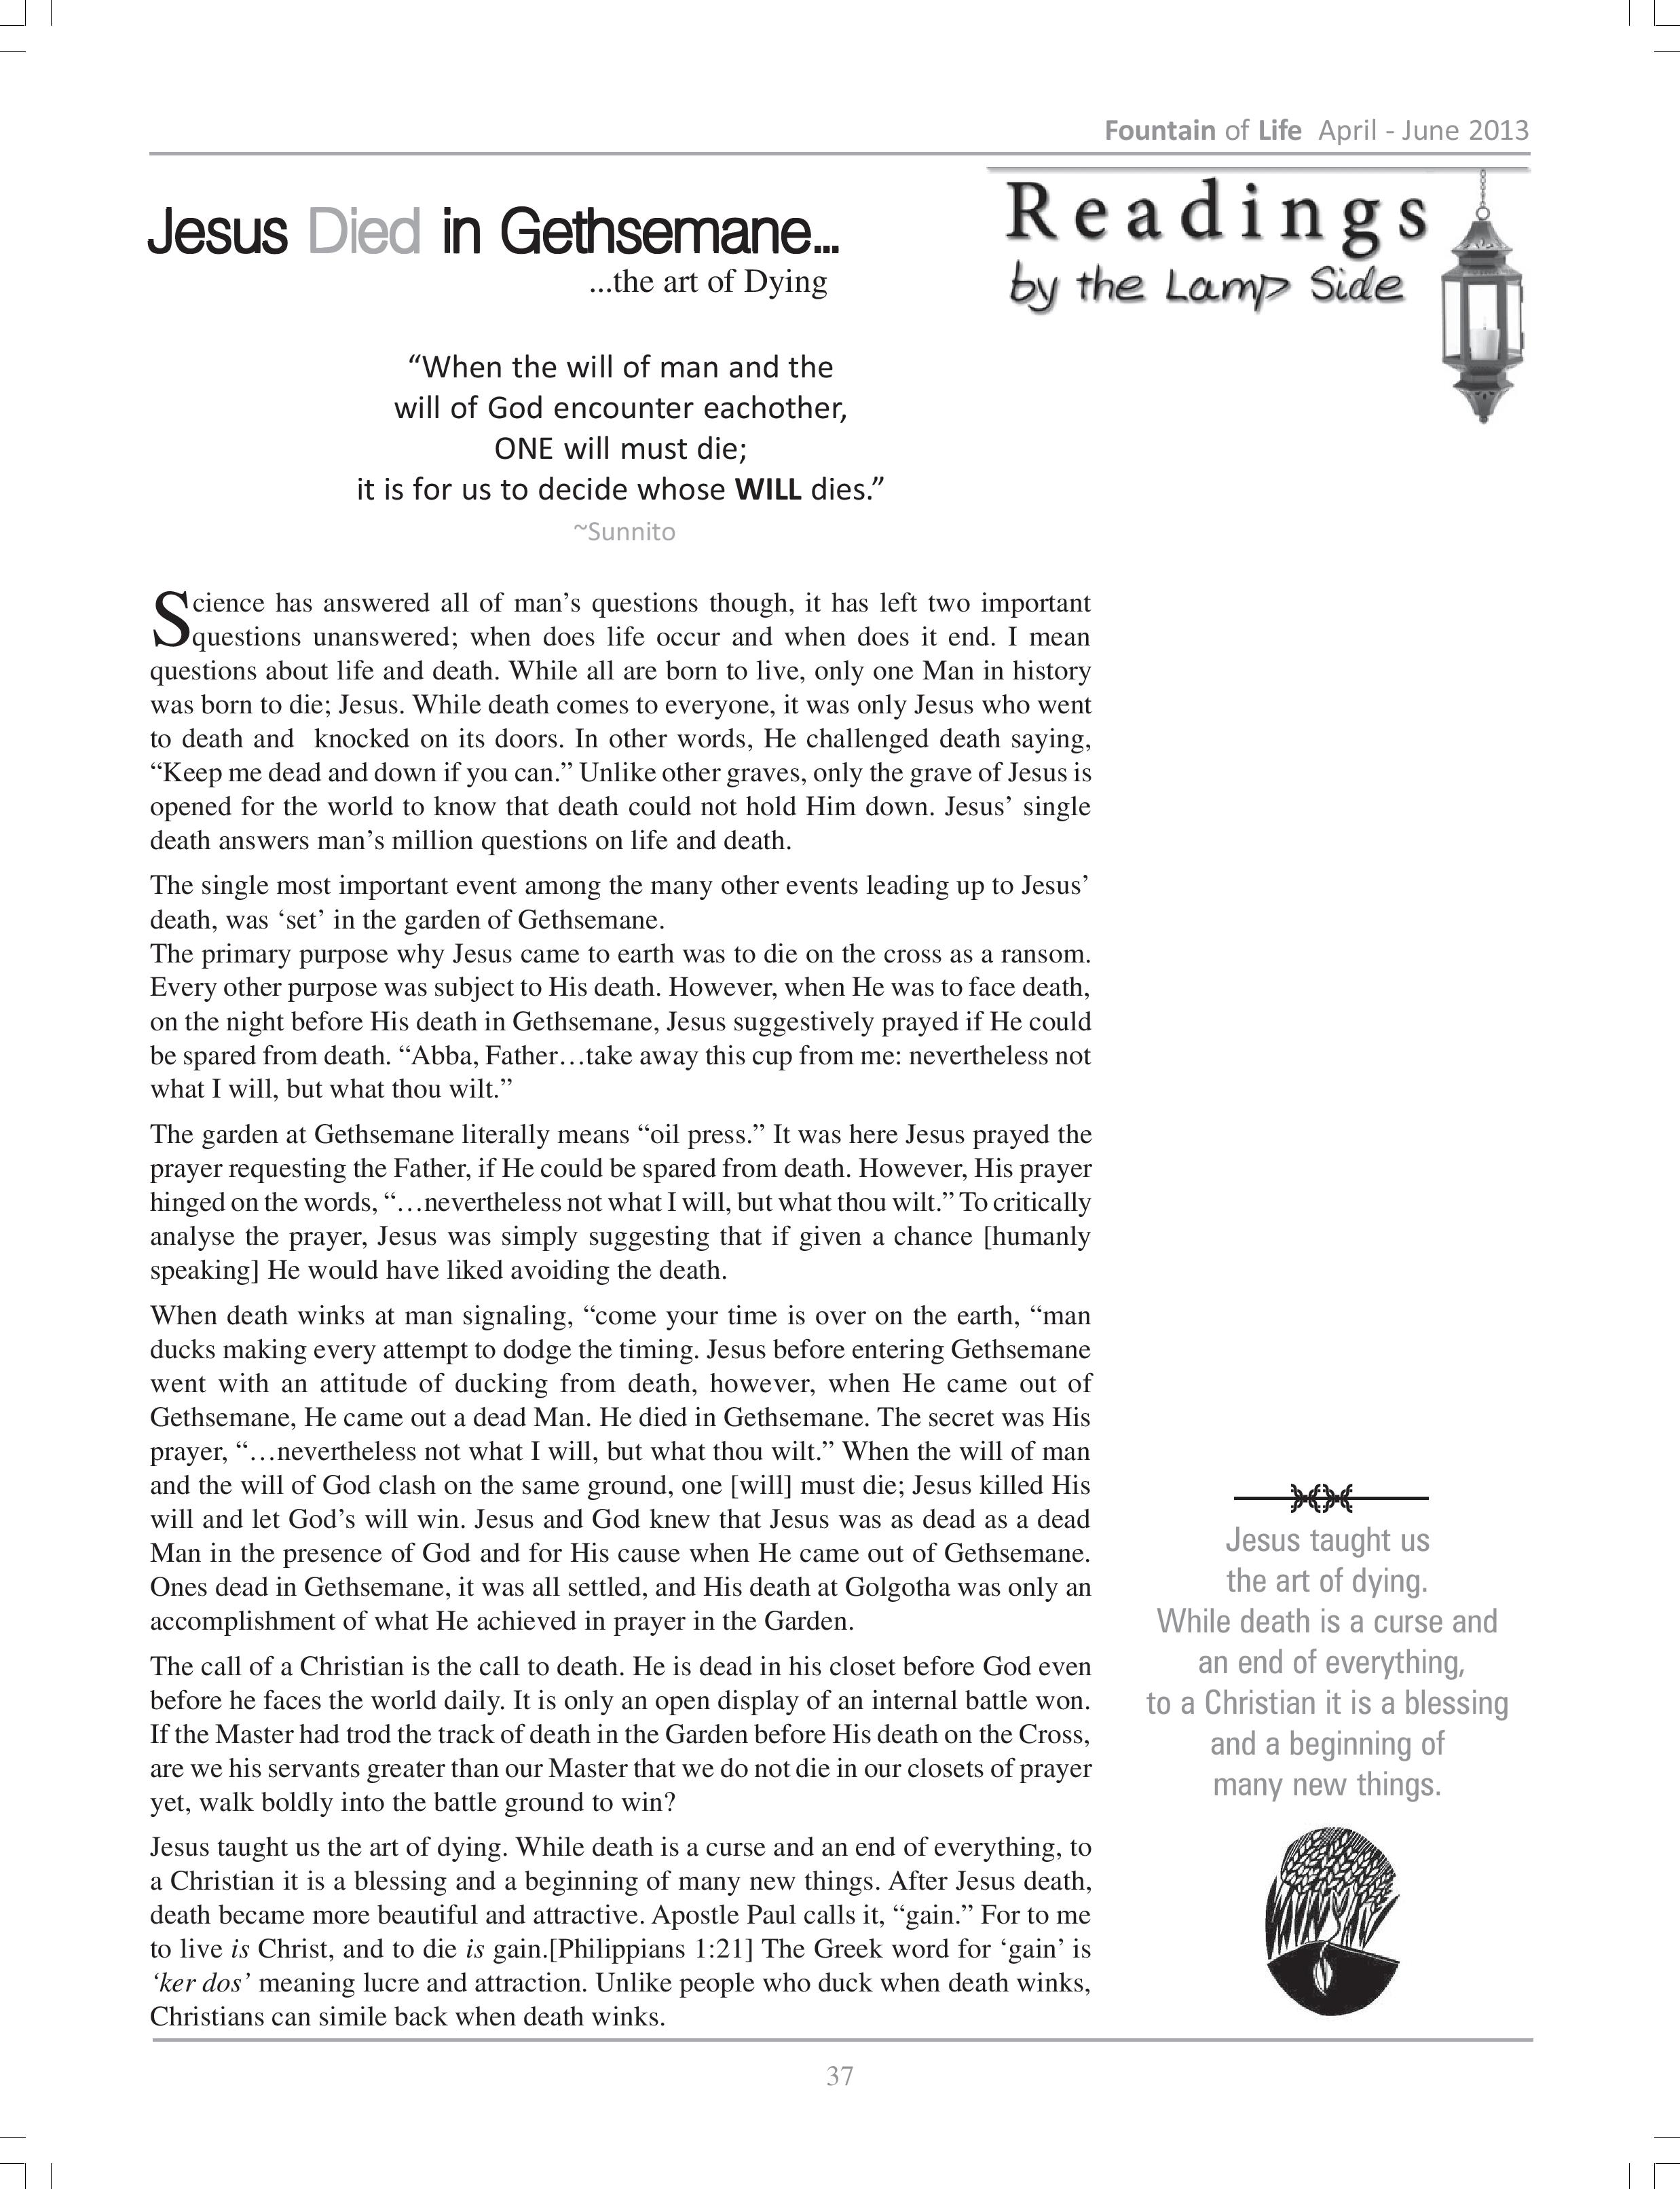 Fountain of Life April - June 2013
Jesus Died in Gethsemane...
...the art of Dying
Readings
by the Lamp Side
“When the will of man and the
will of God encounter eachother,
ONE will must die;
it is for us to decide whose WILL dies.”
~Sunnito
Science has answered all of man’s questions though, it has left two important
questions unanswered; when does life occur and when does it end. I mean
questions about life and death. While all are born to live, only one Man in history
was born to die; Jesus. While death comes to everyone, it was only Jesus who went
to death and knocked on its doors. In other words, He challenged death saying,
“Keep me dead and down if you can.” Unlike other graves, only the grave of Jesus is
opened for the world to know that death could not hold Him down. Jesus’ single
death answers man’s million questions on life and death.
The single most important event among the many other events leading up to Jesus’
death, was ‘set’ in the garden of Gethsemane.
The primary purpose why Jesus came to earth was to die on the cross as a ransom.
Every other purpose was subject to His death. However, when He was to face death,
on the night before His death in Gethsemane, Jesus suggestively prayed if He could
be spared from death. “Abba, Father…take away this cup from me: nevertheless not
what I will, but what thou wilt.”
The garden at Gethsemane literally means “oil press.” It was here Jesus prayed the
prayer requesting the Father, if He could be spared from death. However, His prayer
hinged on the words, “…nevertheless not what I will, but what thou wilt.” To critically
analyse the prayer, Jesus was simply suggesting that if given a chance [humanly
speaking] He would have liked avoiding the death.
When death winks at man signaling, “come your time is over on the earth, “man
ducks making every attempt to dodge the timing. Jesus before entering Gethsemane
went with an attitude of ducking from death, however, when He came out of
Gethsemane, He came out a dead Man. He died in Gethsemane. The secret was His
prayer, “…nevertheless not what I will, but what thou wilt.” When the will of man
and the will of God clash on the same ground, one [will] must die; Jesus killed His
will and let God’s will win. Jesus and God knew that Jesus was as dead as a dead
Man in the presence of God and for His cause when He came out of Gethsemane.
Ones dead in Gethsemane, it was all settled, and His death at Golgotha was only an
accomplishment of what He achieved in prayer in the Garden.
The call of a Christian is the call to death. He is dead in his closet before God even
before he faces the world daily. It is only an open display of an internal battle won.
If the Master had trod the track of death in the Garden before His death on the Cross,
are we his servants greater than our Master that we do not die in our closets of prayer
yet, walk boldly into the battle ground to win?
Jesus taught us the art of dying. While death is a curse and an end of everything, to
a Christian it is a blessing and a beginning of many new things. After Jesus death,
death became more beautiful and attractive. Apostle Paul calls it, “gain.” For to me
to live is Christ, and to die is gain.[Philippians 1:21] The Greek word for ‘gain’ is
‘ker dos’ meaning lucre and attraction. Unlike people who duck when death winks,
Christians can simile back when death winks.
Jesus taught us
the art of dying.
While death is a curse and
an end of everything,
to a Christian it is a blessing
and a beginning of
many new things.
37